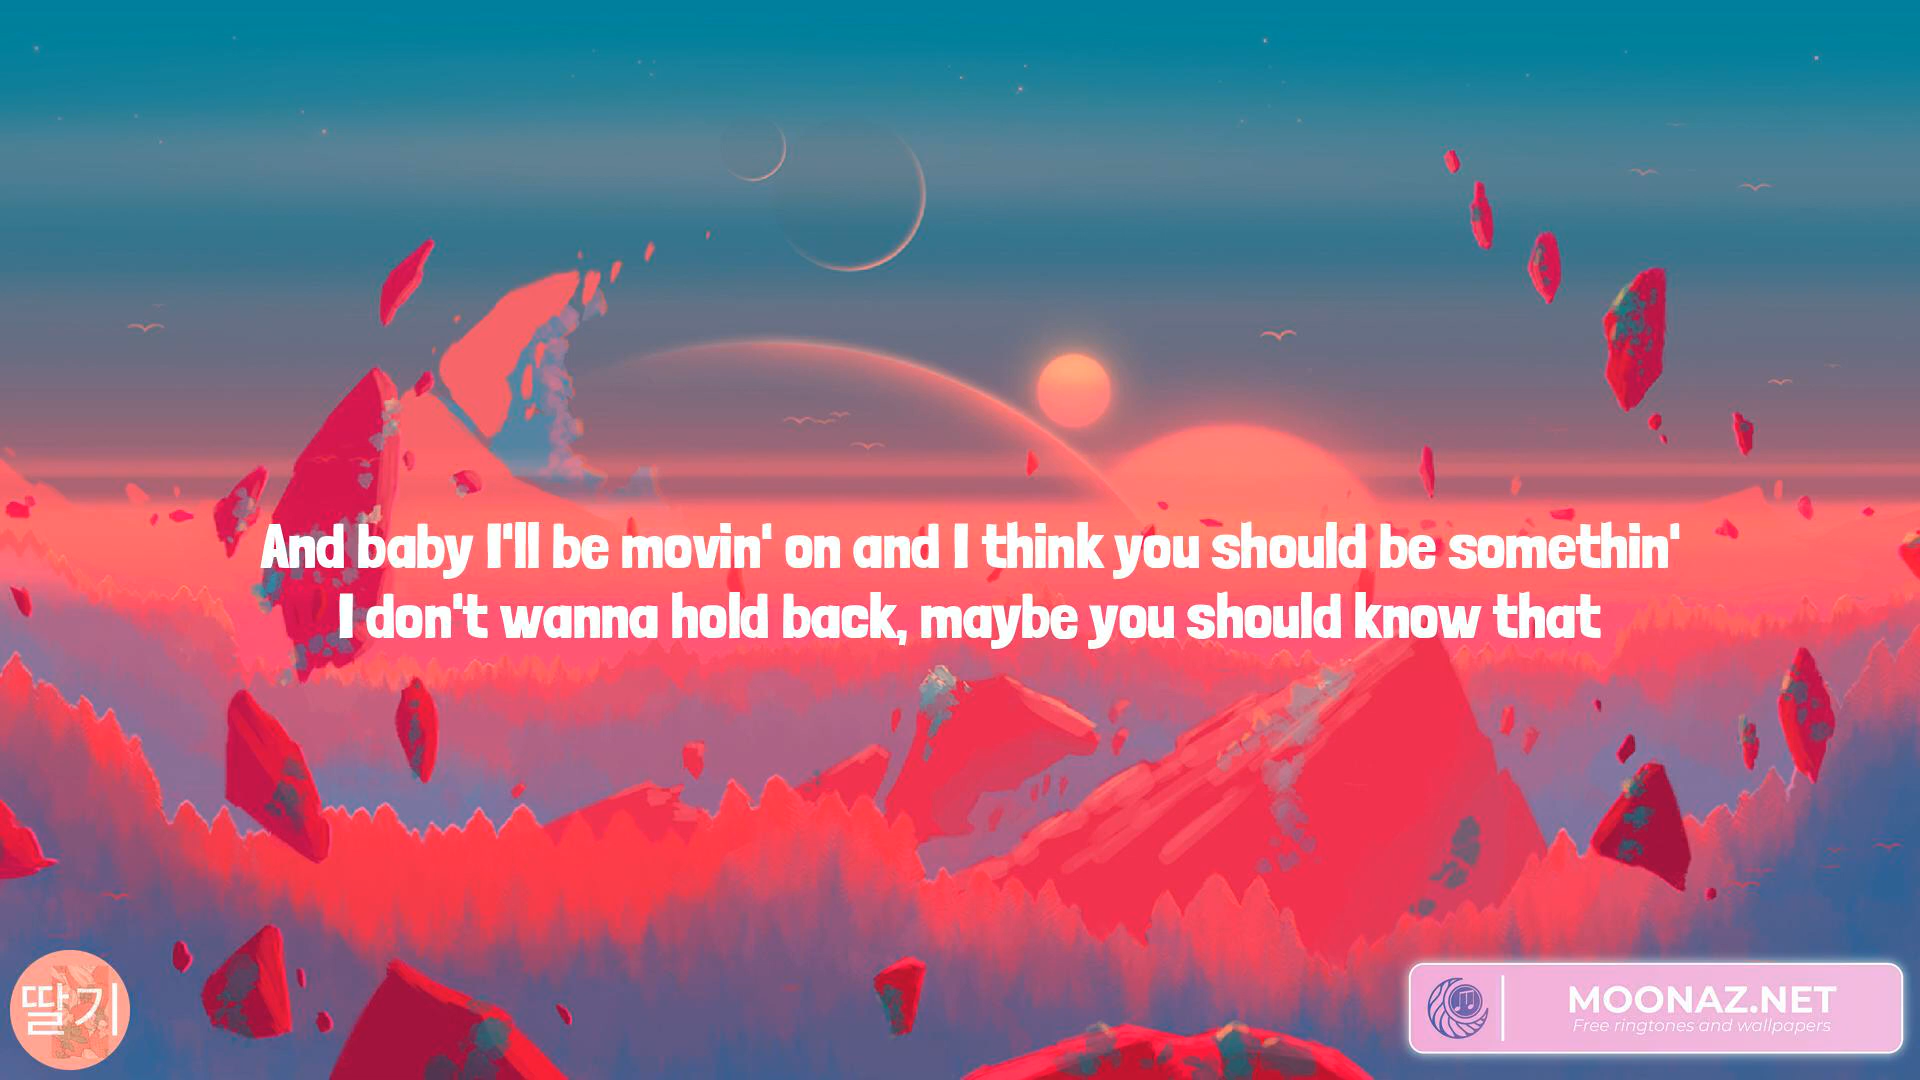 And baby I'll be movin' on and I think you should be somethin'
I don't wanna hold back, maybe you should know that
딸기
MOONAZ.NET
Free ringtones and wallpapers